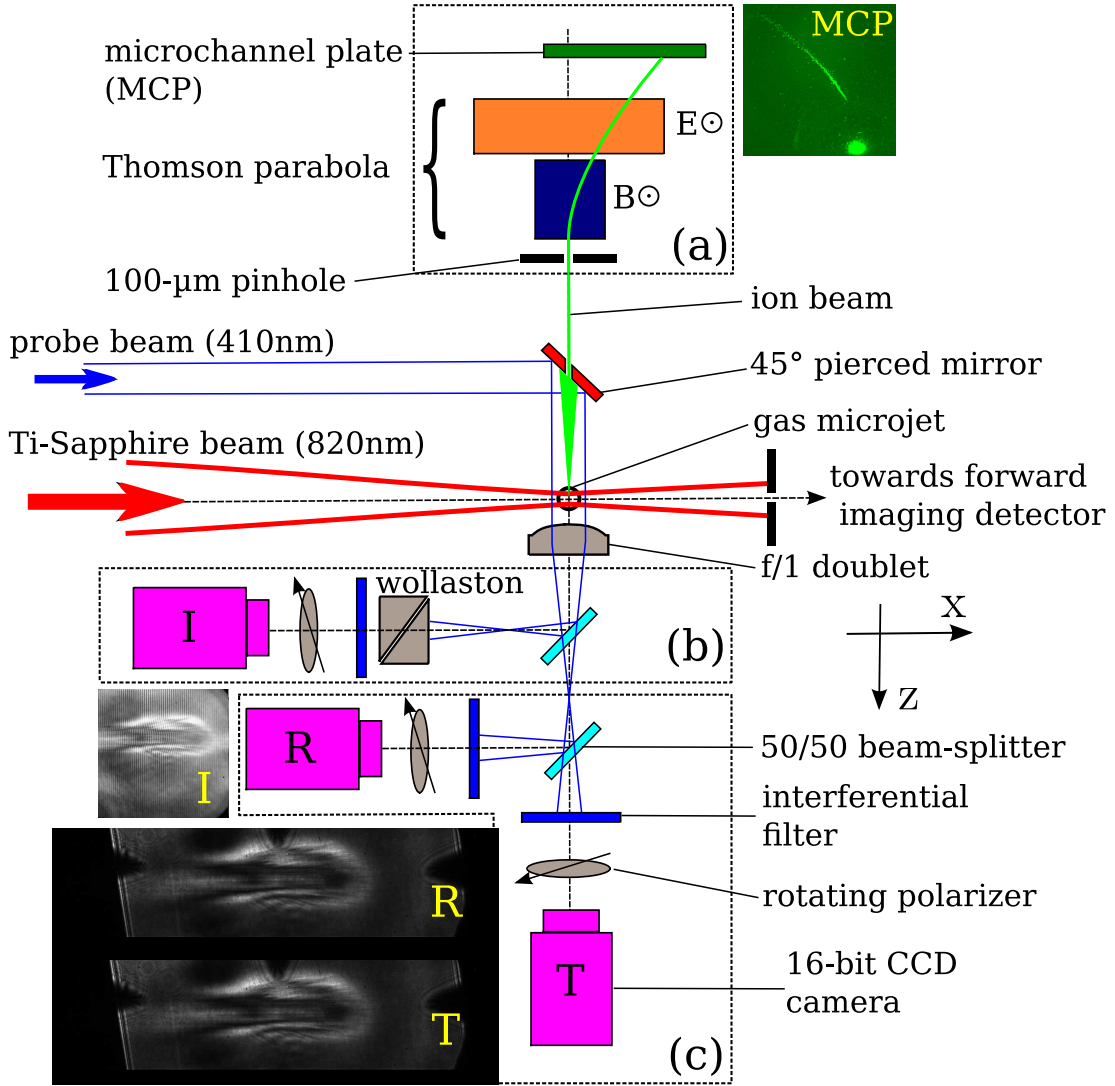 microchannel plate
(MCP)
MCP
E⊙
Thomson parabola
B⊙
(a)
100-µm pinhole
ion beam
probe beam (410nm)
45° pierced mirror
gas microjet
Ti-Sapphire beam (820nm)
towards forward
imaging detector
f/1 doublet
wollaston
I
(b)
X
Z
R
50/50 beam-splitter
I
interferential
filter
R
rotating polarizer
T
16-bit CCD
camera
T
(c)